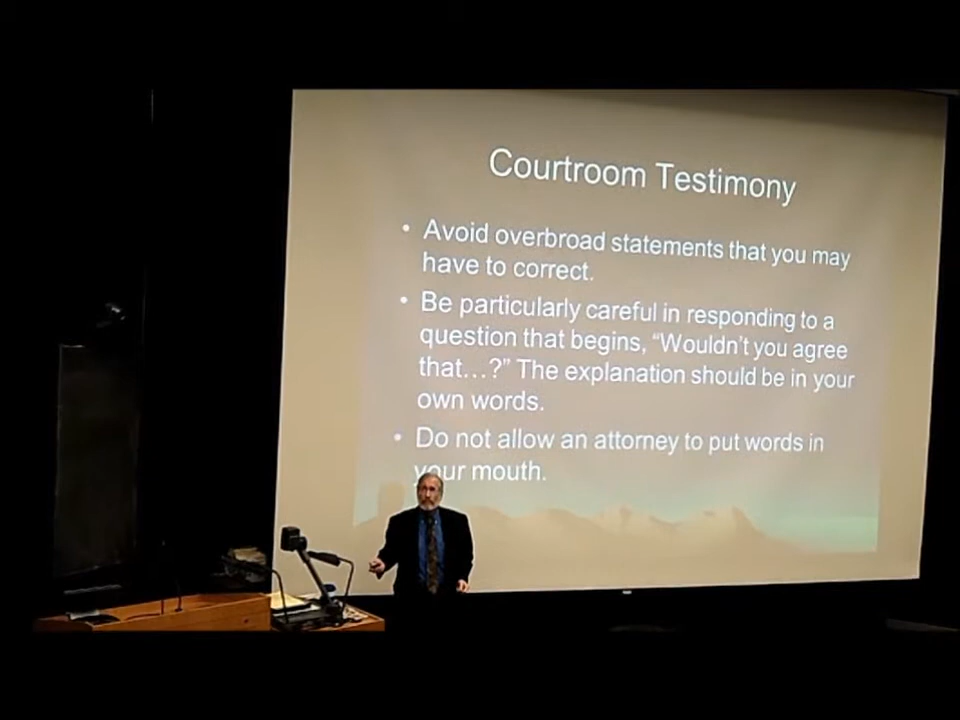 Courtroom Testimony
• Avoid overbroad statements that you may
have to correct.
• Be particularly careful in responding to a
question that begins, “Wouldn’t you agree
that…?” The explanation should be in your
own words.
• Do not allow an attorney to put words in
your mouth.